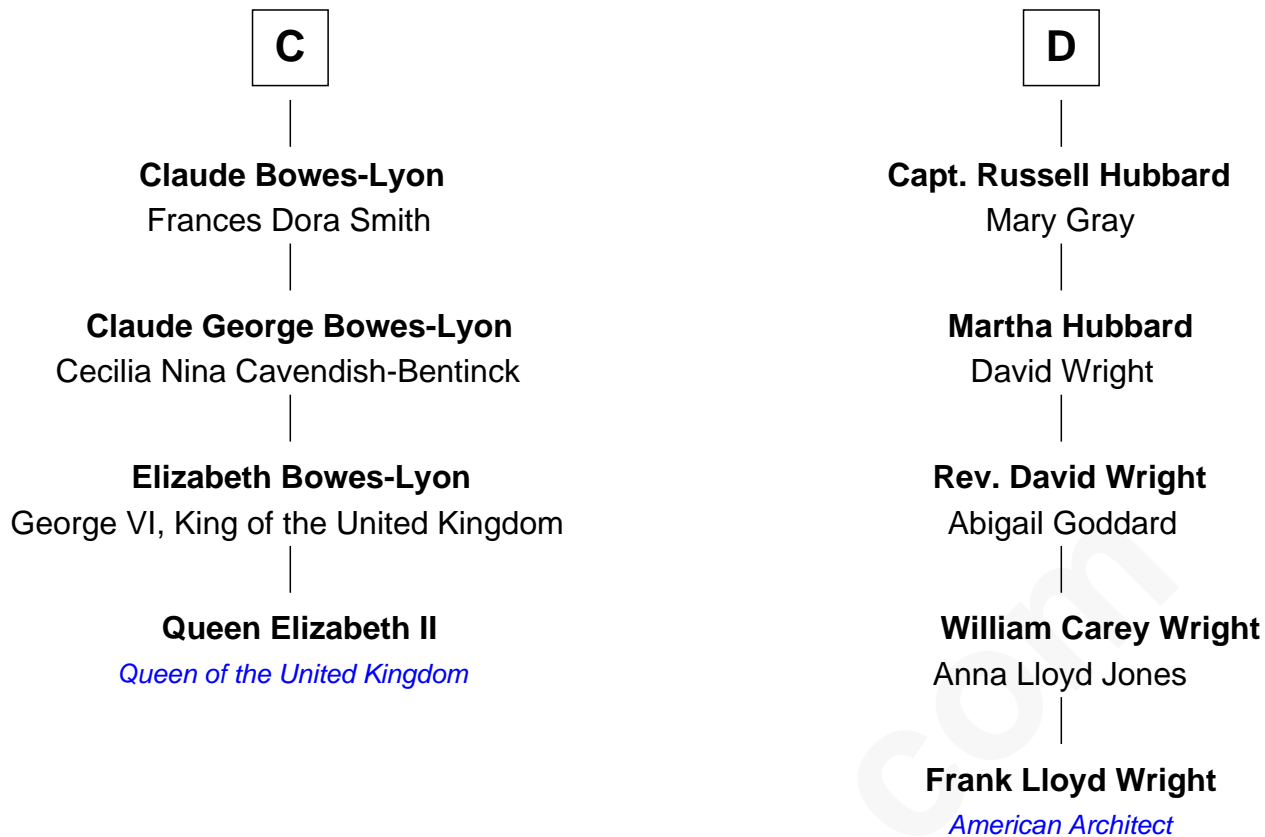 C
Claude Bowes-Lyon
Frances Dora Smith
Claude George Bowes-Lyon
Cecilia Nina Cavendish-Bentinck
Elizabeth Bowes-Lyon
George VI, King of the United Kingdom
Queen Elizabeth II
Queen of the United Kingdom
D
Capt. Russell Hubbard
Mary Gray
Martha Hubbard
David Wright
Rev. David Wright
Abigail Goddard
William Carey Wright
Anna Lloyd Jones
Frank Lloyd Wright
American Architect
com